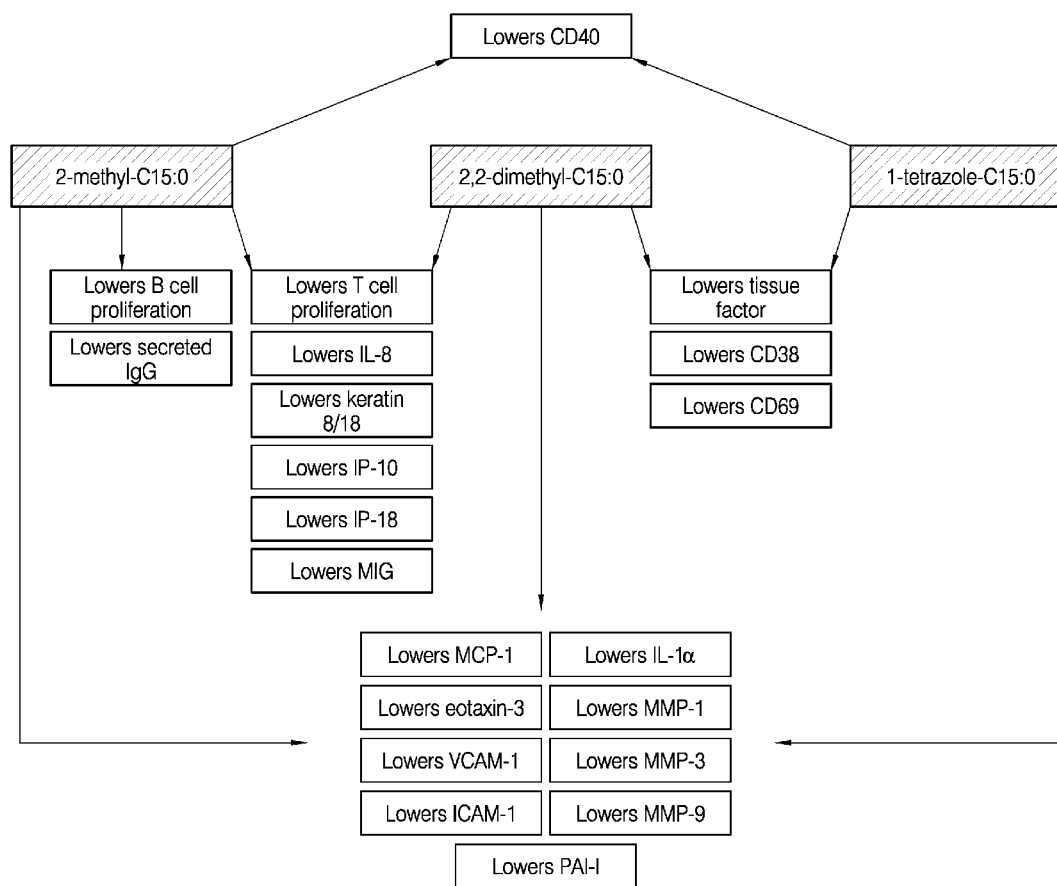 Lowers CD40
2-methyl-C15:0
2,2-dimethyl-C15:0
1-tetrazole-C15:0
Lowers B cell
proliferation
Lowers secreted
IgG
Lowers T cell
proliferation
Lowers IL-8
Lowers keratin
8/18
Lowers IP-10
Lowers IP-18
Lowers MIG
Lowers tissue
factor
Lowers CD38
Lowers CD69
Lowers MCP-1
Lowers IL-1α
Lowers eotaxin-3
Lowers MMP-1
Lowers VCAM-1
Lowers MMP-3
Lowers ICAM-1
Lowers MMP-9
Lowers PAI-I